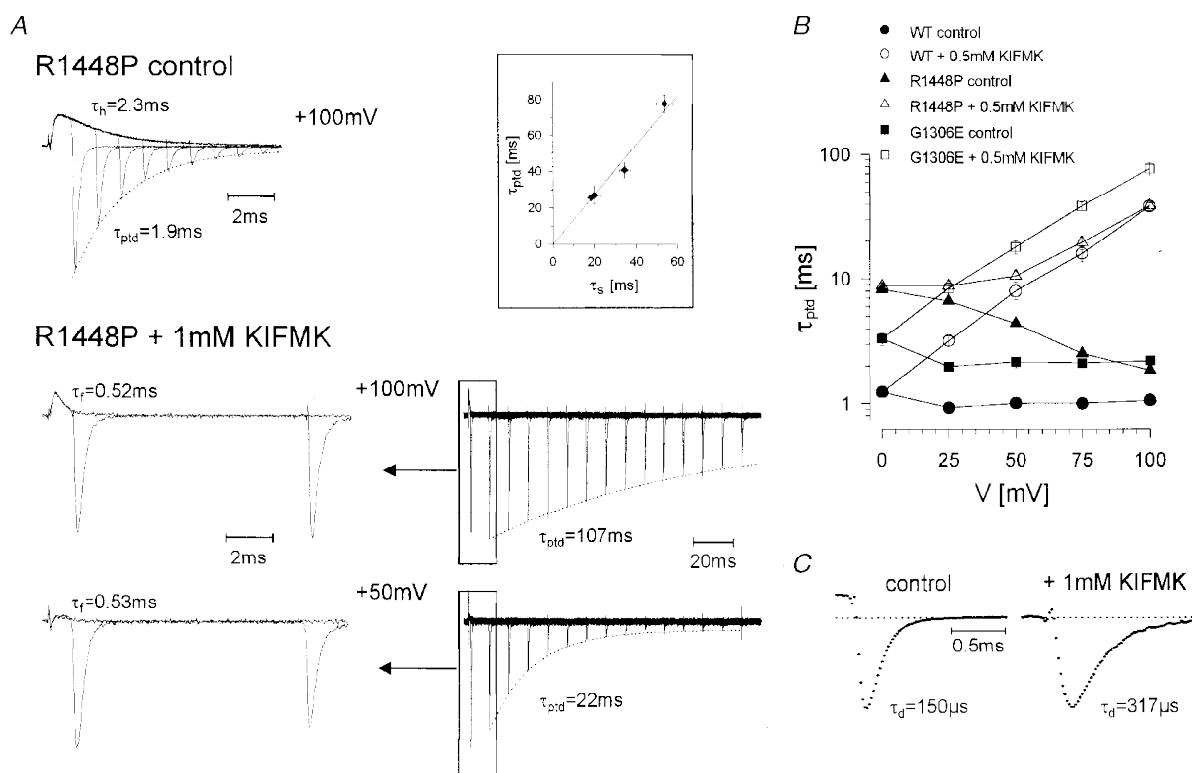 A
R1448P control
τh=2.3ms
+100mV
τptd=1.9ms
2ms
80
60
40
20
0
τptd [ms]
0 20 40 60
τs [ms]
R1448P + 1mM KIFMK
τf=0.52ms
+100mV
2ms
τptd=107ms
20ms
τf=0.53ms
+50mV
τptd=22ms
B
WT control
WT + 0.5mM KIFMK
R1448P control
R1448P + 0.5mM KIFMK
G1306E control
G1306E + 0.5mM KIFMK
100
10
1
τptd [ms]
0 25 50 75 100
V [mV]
C
control
+ 1mM KIFMK
0.5ms
τd=150µs
τd=317µs